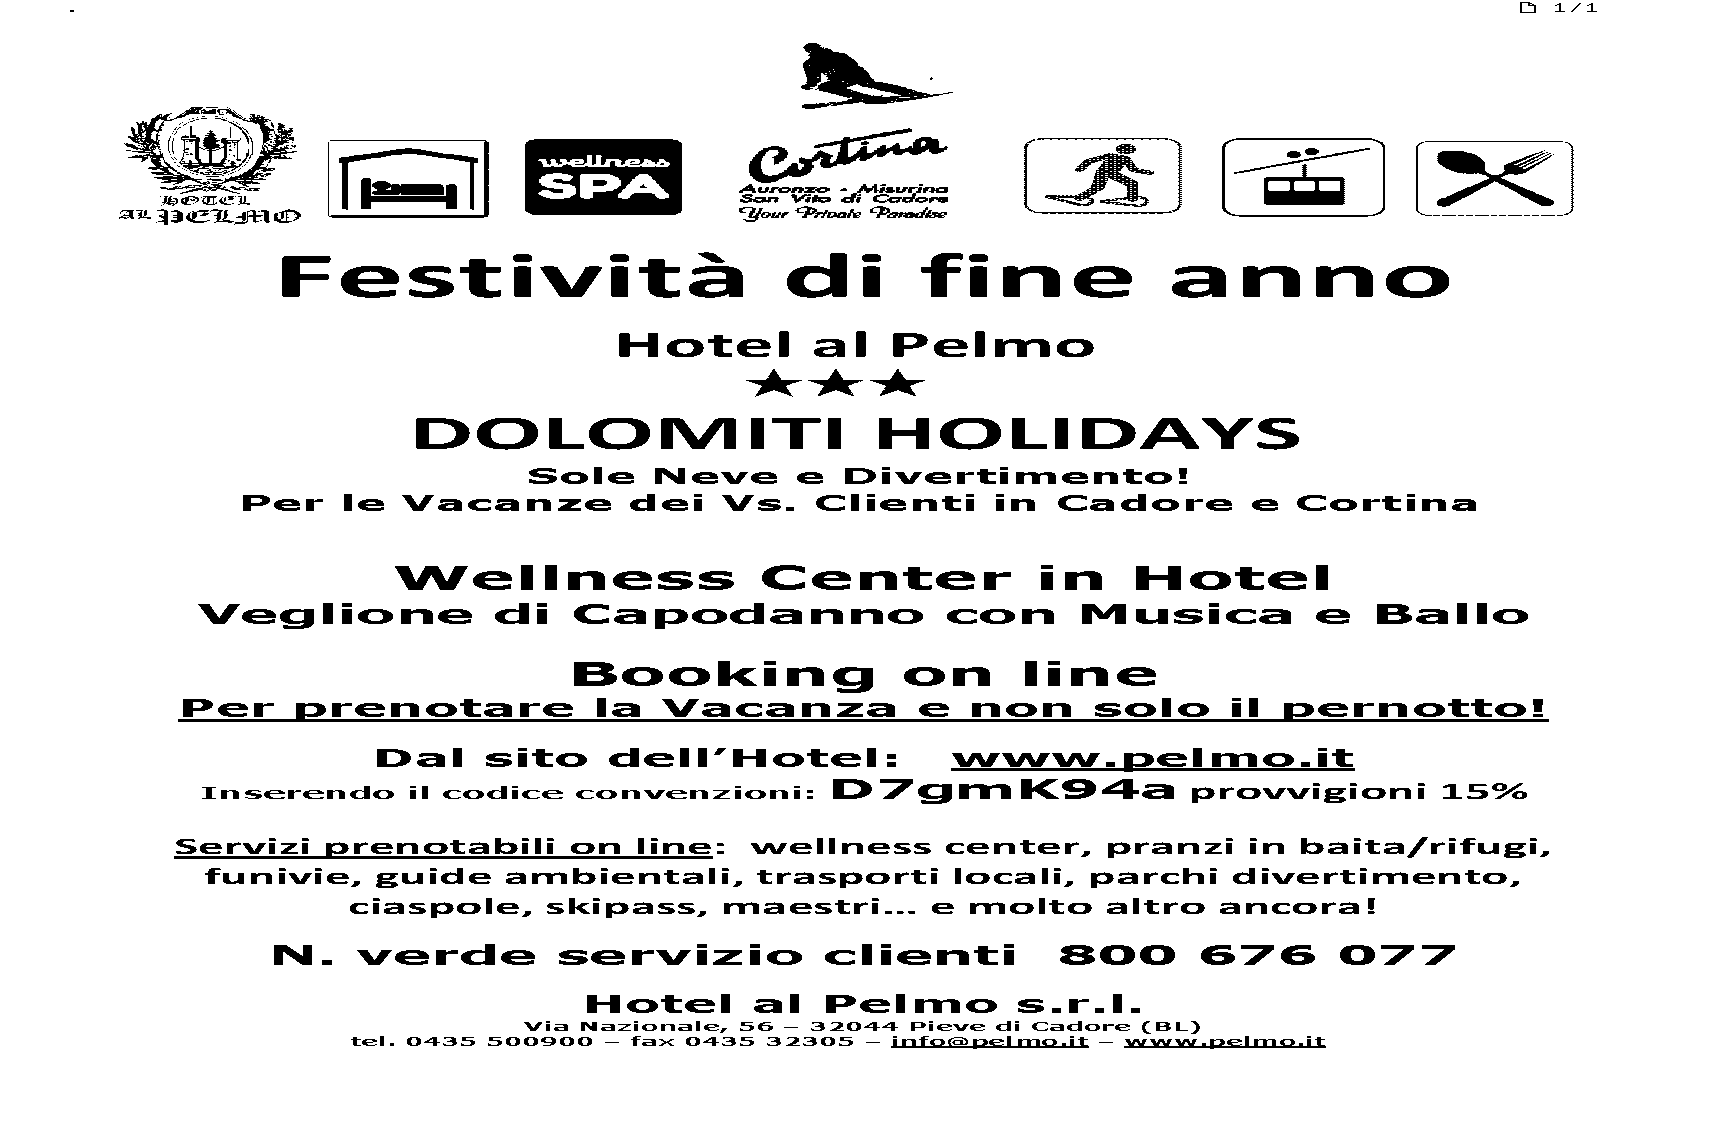 1/1
HOTEL
AL PELMO
wellness
SPA
Cortina
Auronzo - Misurina
San Vito di Cadore
Your Private Paradise
Festività di fine anno
Hotel al Pelmo
★★★
DOLOMITI HOLIDAYS
Sole Neve e Divertimento!
Per le Vacanze dei Vs. Clienti in Cadore e Cortina
Wellness Center in Hotel
Veglione di Capodanno con Musica e Ballo
Booking on line
Per prenotare la Vacanza e non solo il pernotto!
Dal sito dell’Hotel: www.pelmo.it
Inserendo il codice convenzioni: D7gmK94a provvigioni 15%
Servizi prenotabili on line: wellness center, pranzi in baita/rifugi,
funivie, guide ambientali, trasporti locali, parchi divertimento,
ciaspole, skipass, maestri... e molto altro ancora!
N. verde servizio clienti 800 676 077
Hotel al Pelmo s.r.l.
Via Nazionale, 56 – 32044 Pieve di Cadore (BL)
tel. 0435 500900 – fax 0435 32305 – info@pelmo.it – www.pelmo.it